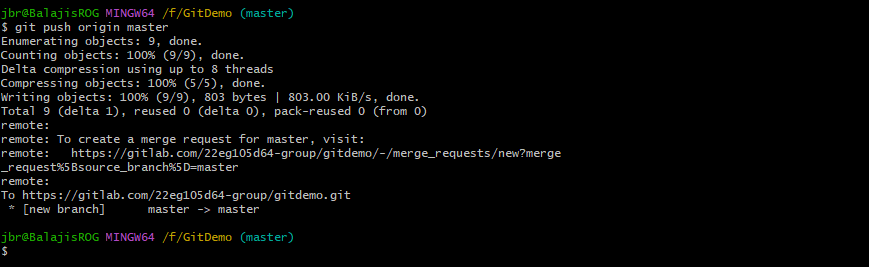 jbr@BalajisROG MINGW64 /f/GitDemo (master)
$ git push origin master
Enumerating objects: 9, done.
Counting objects: 100% (9/9), done.
Delta compression using up to 8 threads
Compressing objects: 100% (5/5), done.
Writing objects: 100% (9/9), 803 bytes | 803.00 KiB/s, done.
Total 9 (delta 1), reused 0 (delta 0), pack-reused 0 (from 0)
remote:
remote: To create a merge request for master, visit:
remote:   https://gitlab.com/22eg105d64-group/gitdemo/-/merge_requests/new?merge
_request%5Bsource_branch%5D=master
remote:
To https://gitlab.com/22eg105d64-group/gitdemo.git
 * [new branch]      master -> master
jbr@BalajisROG MINGW64 /f/GitDemo (master)
$